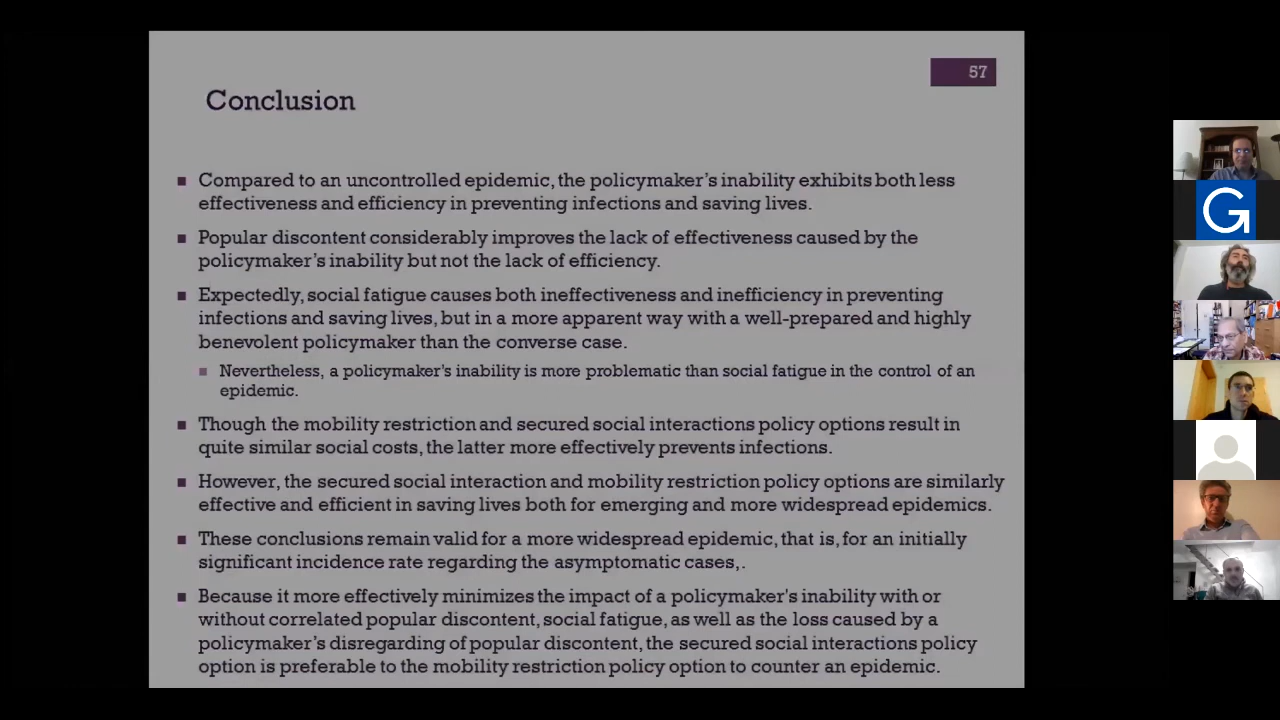 57
Conclusion
Compared to an uncontrolled epidemic, the policymaker's inability exhibits both less
effectiveness and efficiency in preventing infections and saving lives.
Popular discontent considerably improves the lack of effectiveness caused by the
policymaker's inability but not the lack of efficiency.
Expectedly, social fatigue causes both ineffectiveness and inefficiency in preventing
infections and saving lives, but in a more apparent way with a well-prepared and highly
benevolent policymaker than the converse case.
Nevertheless, a policymaker's inability is more problematic than social fatigue in the control of an
epidemic.
Though the mobility restriction and secured social interactions policy options result in
quite similar social costs, the latter more effectively prevents infections.
However, the secured social interaction and mobility restriction policy options are similarly
effective and efficient in saving lives both for emerging and more widespread epidemics.
These conclusions remain valid for a more widespread epidemic, that is, for an initially
significant incidence rate regarding the asymptomatic cases,.
Because it more effectively minimizes the impact of a policymaker's inability with or
without correlated popular discontent, social fatigue, as well as the loss caused by a
policymaker's disregarding of popular discontent, the secured social interactions policy
option is preferable to the mobility restriction policy option to counter an epidemic.
G